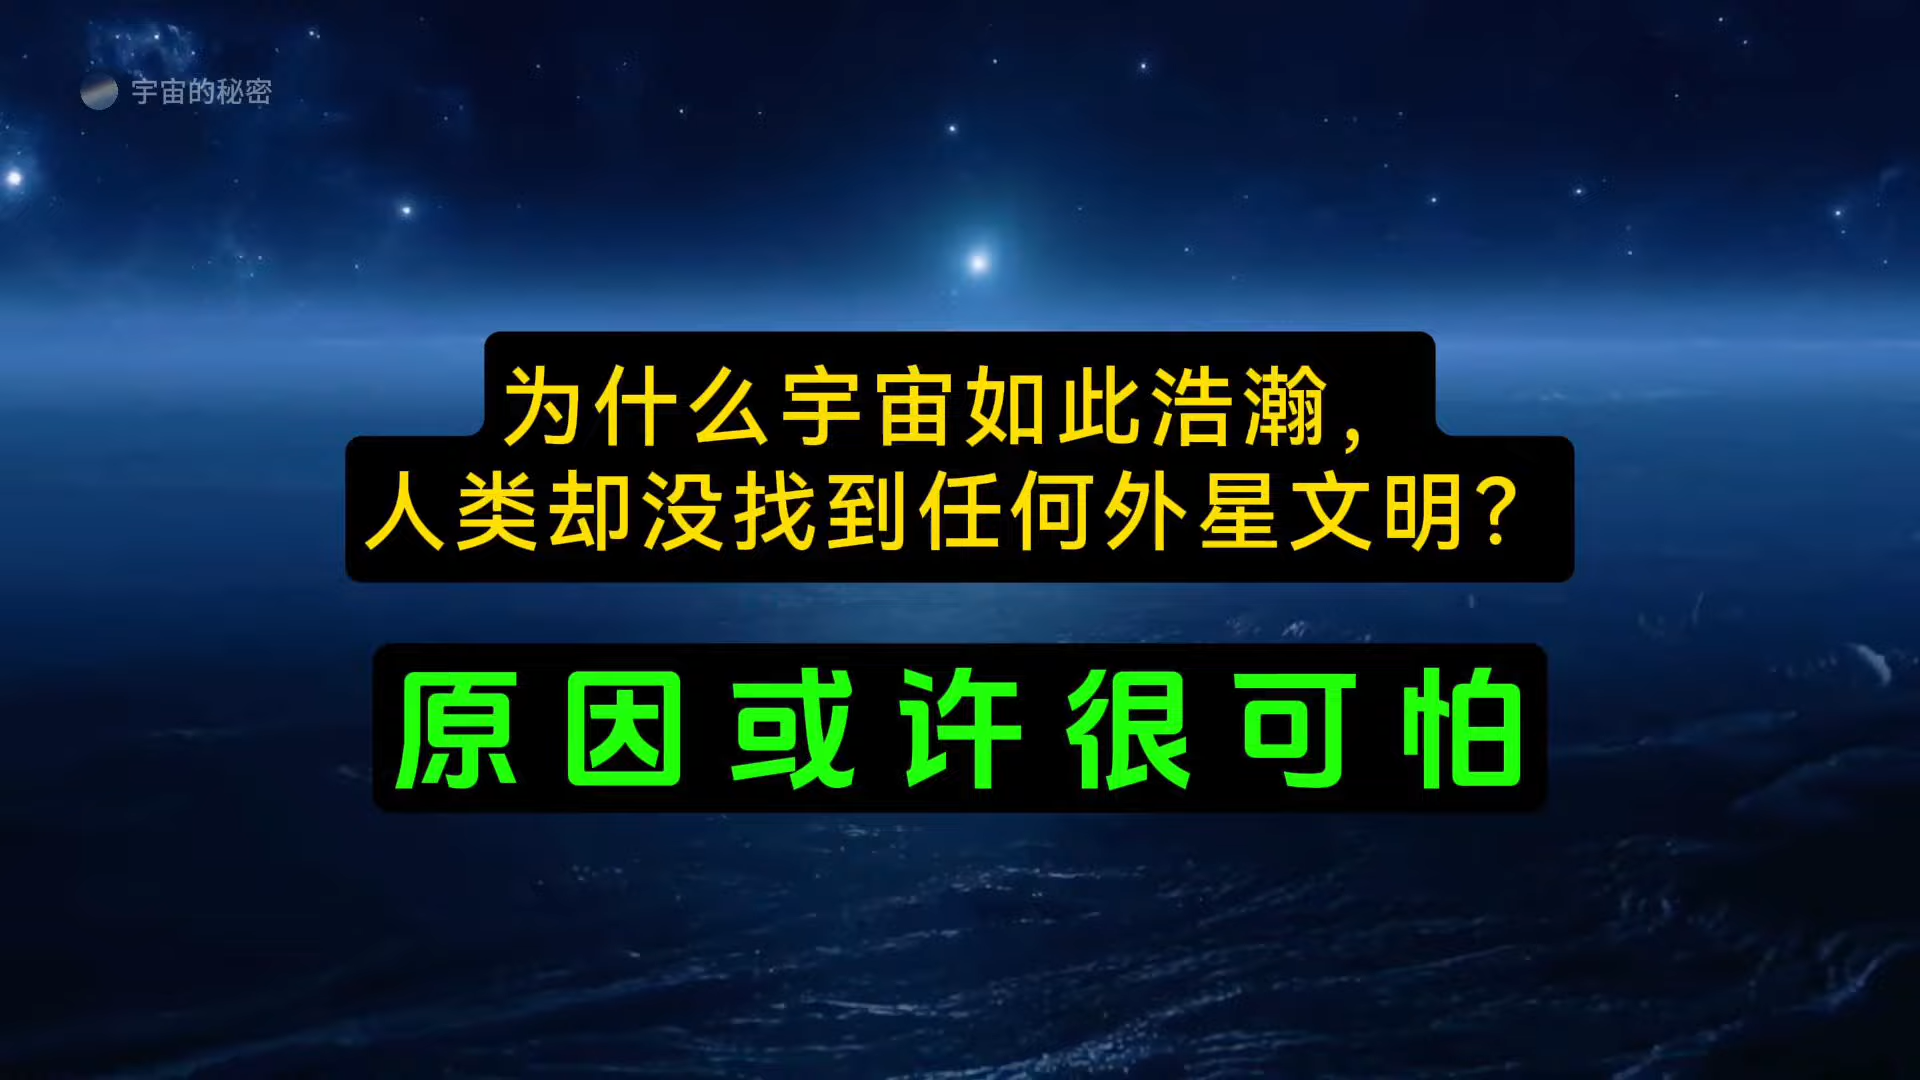 宇宙的秘密
为什么宇宙如此浩瀚，
人类却没找到任何外星文明？
原因或许很可怕